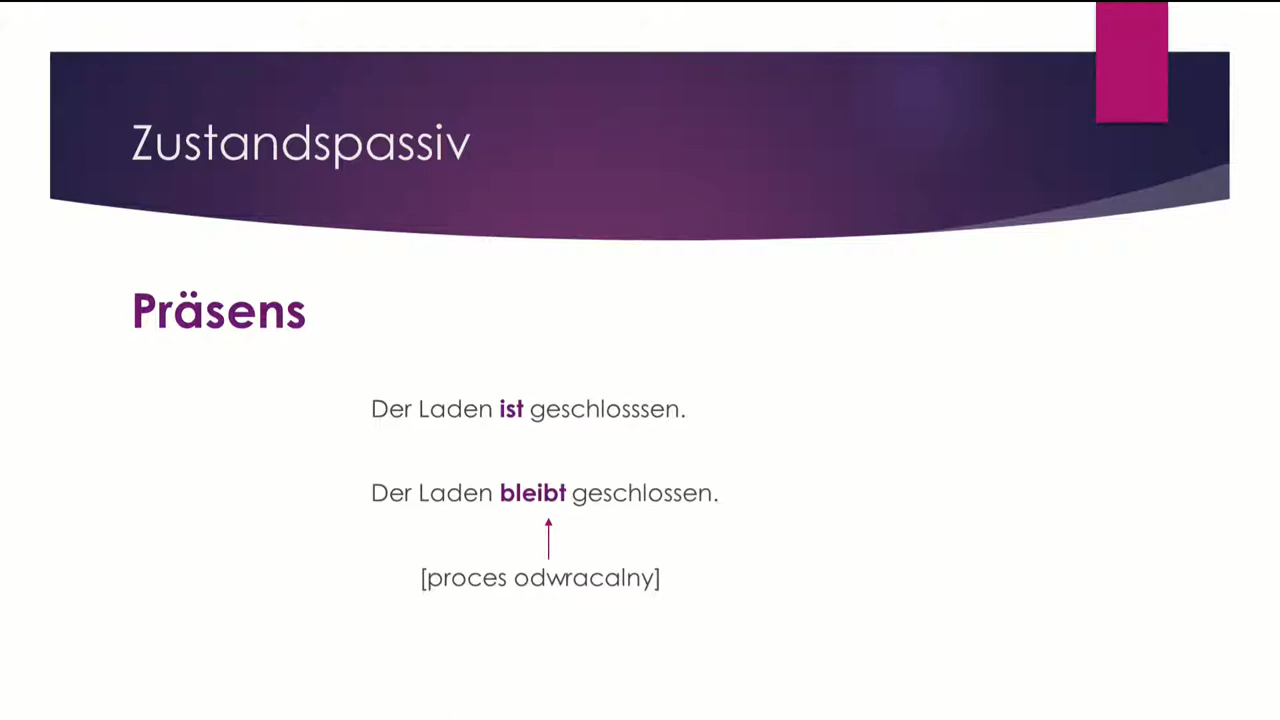 Zustandspassiv
Präsens
Der Laden ist geschlosssen.
Der Laden bleibt geschlossen.
[proces odwracalny]